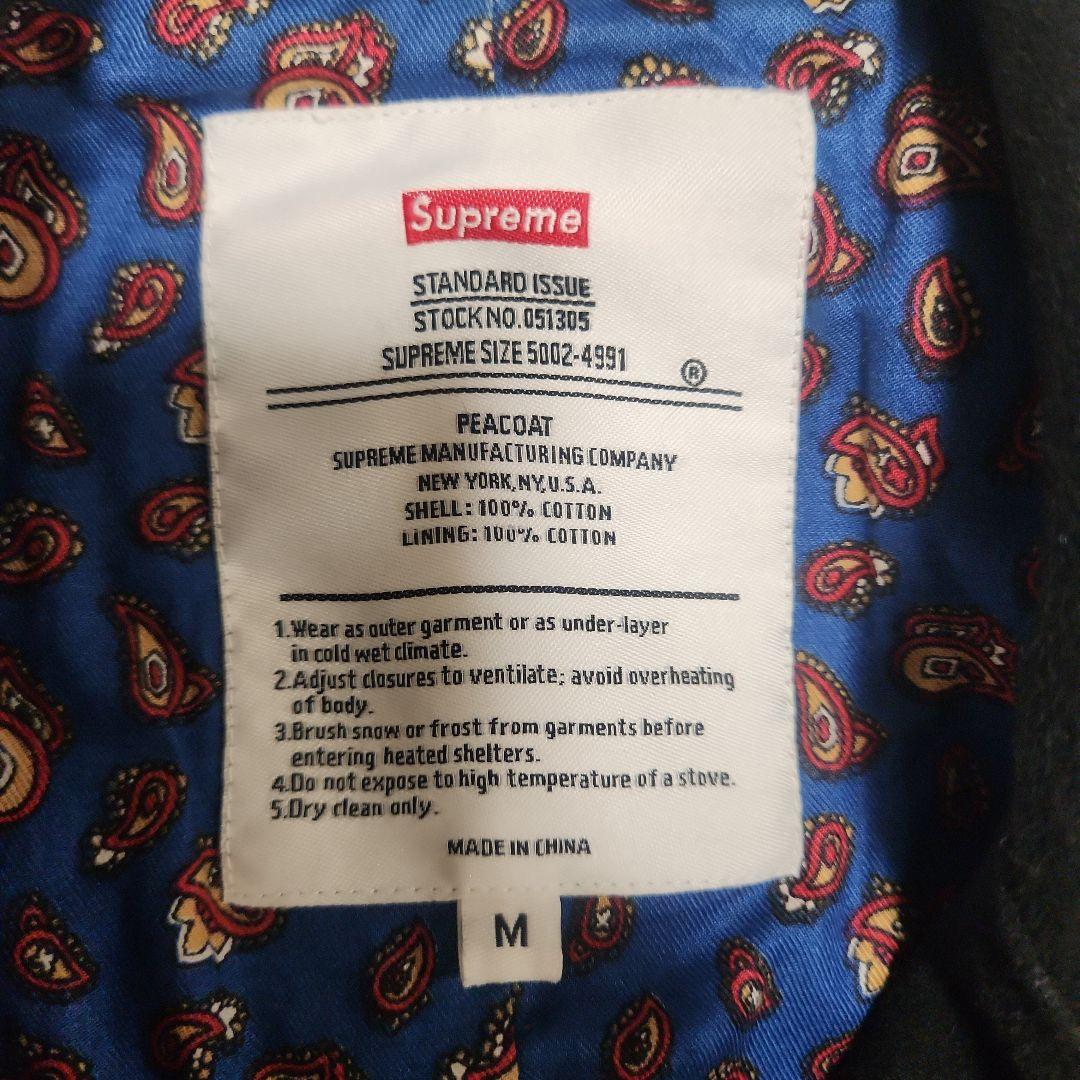 Supreme
STANDARD ISSUE
STOCK NO.051305
SUPREME SIZE 5002-4991
®
PEACOAT
SUPREME MANUFACTURING COMPANY
NEW YORK,NY,U.S.A.
SHELL: 100% COTTON
LINING: 100% COTTON
1.Wear as outer garment or as under-layer
in cold wet climate.
2.Adjust closures to ventilate; avoid overheating
of body.
3.Brush snow or frost from garments before
entering heated shelters.
4.Do not expose to high temperature of a stove.
5.Dry clean only.
MADE IN CHINA
M